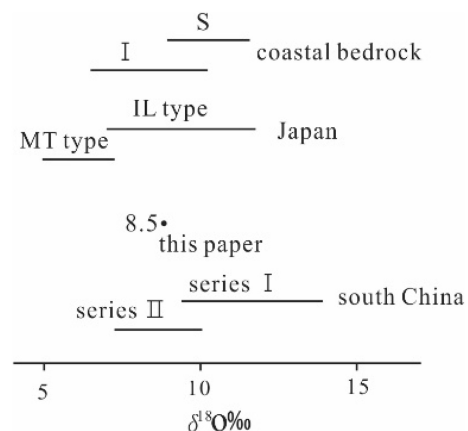 S
Ⅰ
coastal bedrock
IL type
Japan
MT type
8.5•
this paper
series Ⅰ
south China
series Ⅱ
5
10
15
δ¹⁸O‰